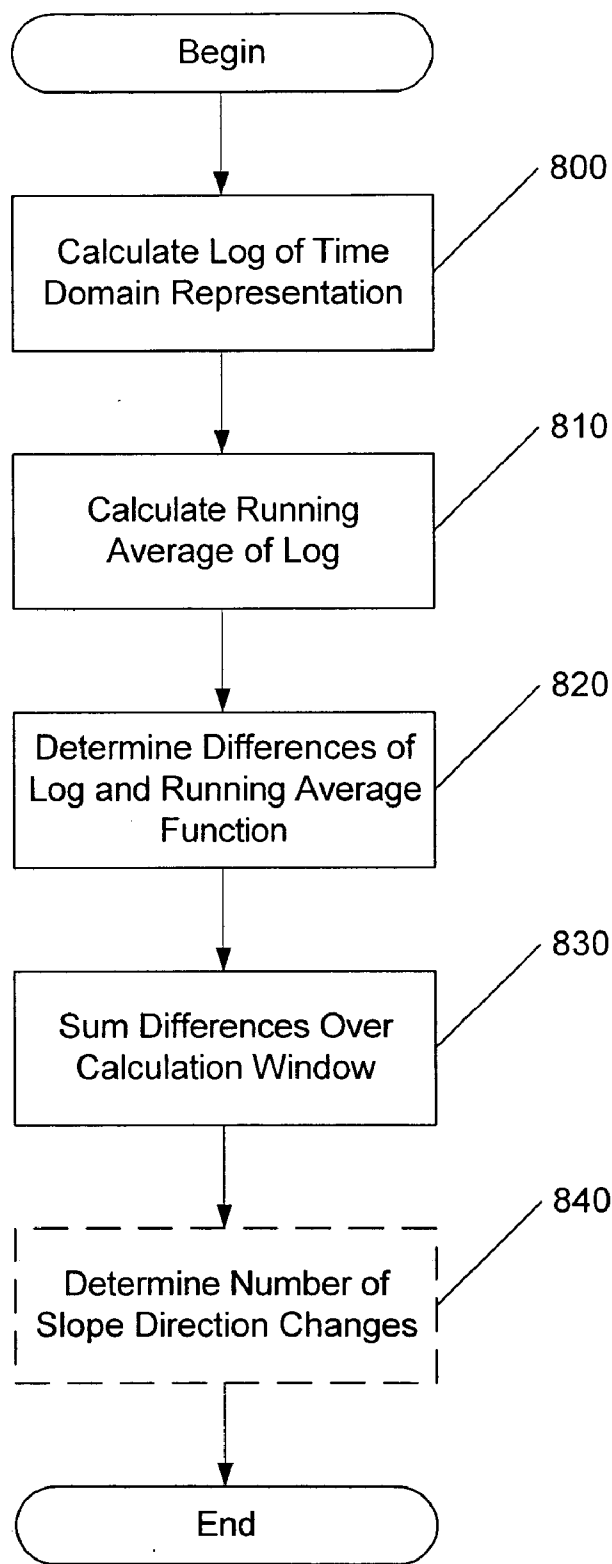 Begin
800
Calculate Log of Time
Domain Representation
810
Calculate Running
Average of Log
820
Determine Differences of
Log and Running Average
Function
830
Sum Differences Over
Calculation Window
840
Determine Number of
Slope Direction Changes
End